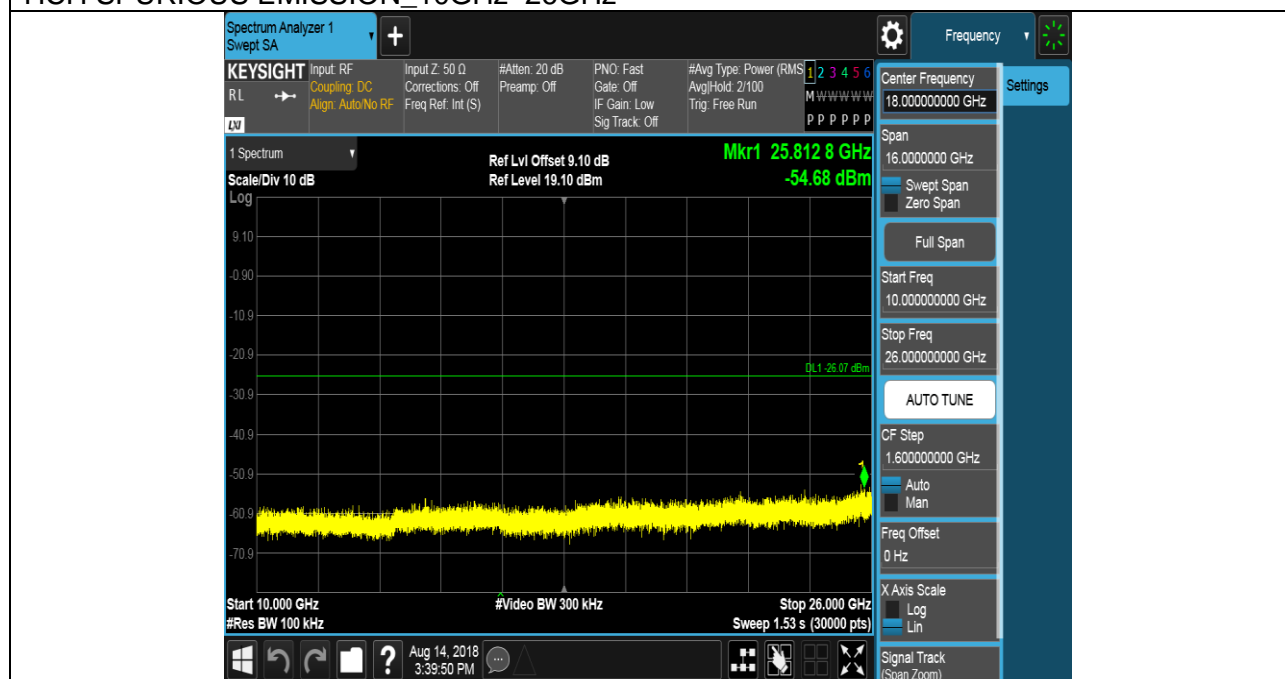 HCH SPURIOUS EMISSION_10GHz~26GHz
Spectrum Analyzer 1
Swept SA
+
Frequency
KEYSIGHT
RL
LXI
Input: RF
Coupling: DC
Align: Auto/No RF
Input Z: 50 Ω
Corrections: Off
Freq Ref: Int (S)
#Atten: 20 dB
Preamp: Off
PNO: Fast
Gate: Off
IF Gain: Low
Sig Track: Off
#Avg Type: Power (RMS
Avg|Hold: 2/100
Trig: Free Run
1 2 3 4 5 6
M W W W W W
P P P P P P
1 Spectrum
Scale/Div 10 dB
Ref Lvl Offset 9.10 dB
Ref Level 19.10 dBm
Mkr1 25.812 8 GHz
-54.68 dBm
Log
9.10
-0.90
-10.9
-20.9
DL1 -26.07 dBm
-30.9
-40.9
-50.9
1
-60.9
-70.9
Start 10.000 GHz
#Video BW 300 kHz
Stop 26.000 GHz
#Res BW 100 kHz
Sweep 1.53 s (30000 pts)
?
Aug 14, 2018
3:39:50 PM
Center Frequency
18.000000000 GHz
Settings
Span
16.0000000 GHz
Swept Span
Zero Span
Full Span
Start Freq
10.000000000 GHz
Stop Freq
26.000000000 GHz
AUTO TUNE
CF Step
1.600000000 GHz
Auto
Man
Freq Offset
0 Hz
X Axis Scale
Log
Lin
Signal Track
(Span Zoom)